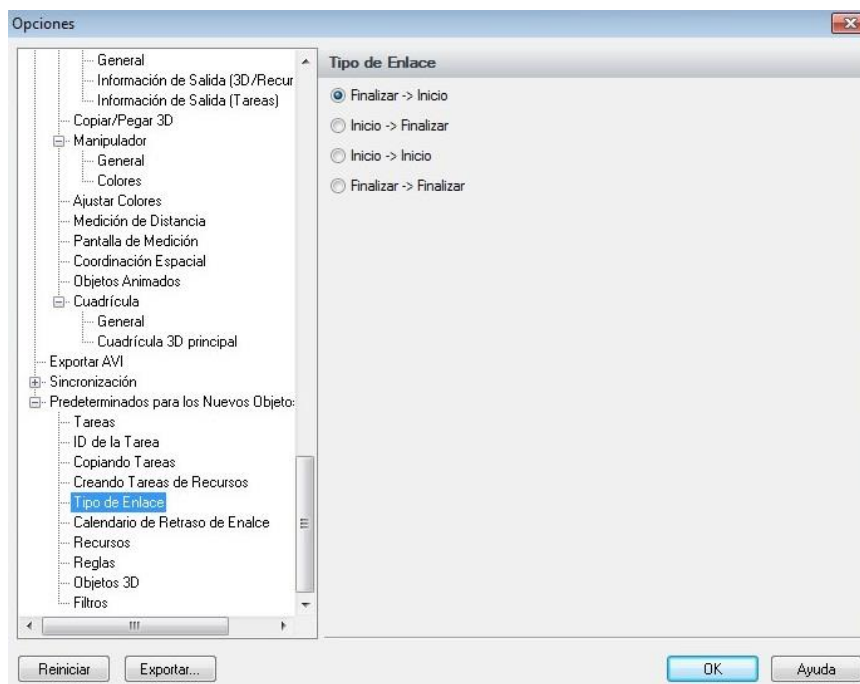 Opciones
General
Información de Salida (3D/Recur
Información de Salida (Tareas)
Copiar/Pegar 3D
Manipulador
General
Colores
Ajustar Colores
Medición de Distancia
Pantalla de Medición
Coordinación Espacial
Objetos Animados
Cuadrícula
General
Cuadrícula 3D principal
Exportar AVI
Sincronización
Predeterminados para los Nuevos Objeto:
Tareas
ID de la Tarea
Copiando Tareas
Creando Tareas de Recursos
Tipo de Enlace
Calendario de Retraso de Enalce
Recursos
Reglas
Objetos 3D
Filtros
Tipo de Enlace
Finalizar -> Inicio
Inicio -> Finalizar
Inicio -> Inicio
Finalizar -> Finalizar
Reiniciar
Exportar...
OK
Ayuda